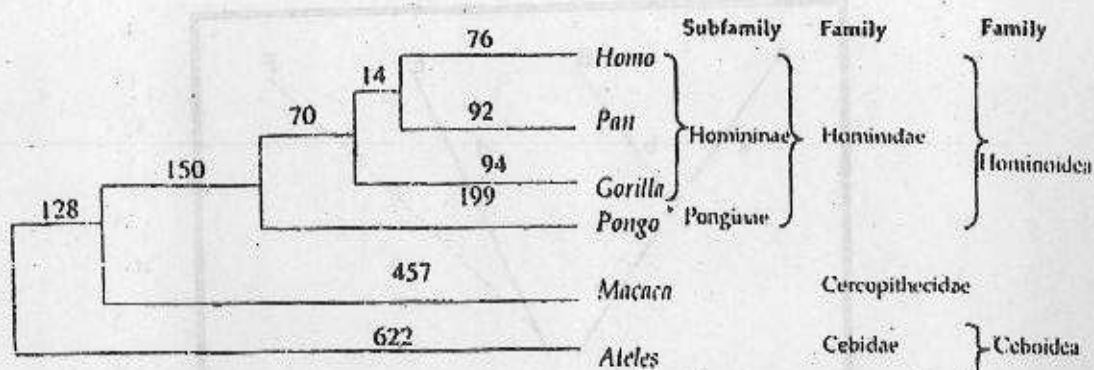 Subfamily Family Family
76 Homo
14
92 Pan
70
Homininae Hominidae
Hominoidea
94 Gorilla
150
199 Pongo Ponginae
128
457 Macaca Cercopithecidae
622 Ateles Cebidae Ceboidea